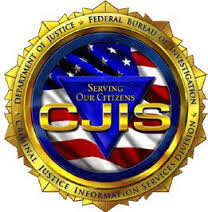 DEPARTMENT OF JUSTICE ★ FEDERAL BUREAU OF INVESTIGATION
SERVING
OUR CITIZENS
CJIS
CRIMINAL JUSTICE INFORMATION SERVICES DIVISION